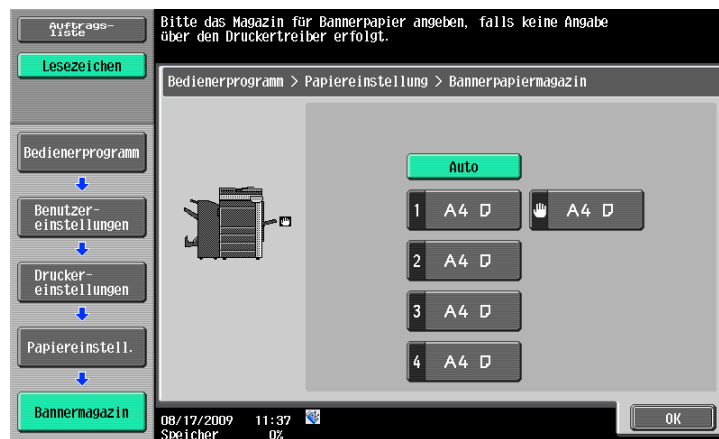 Auftrags-
liste
Bitte das Magazin für Bannerpapier angeben, falls keine Angabe
über den Druckertreiber erfolgt.
Lesezeichen
Bedienerprogramm > Papiereinstellung > Bannerpapiermagazin
Bedienerprogramm
Benutzer-
einstellungen
Drucker-
einstellungen
Papiereinstell.
Bannermagazin
Auto
1 A4
A4
2 A4
3 A4
4 A4
08/17/2009 11:37
Speicher 0%
OK